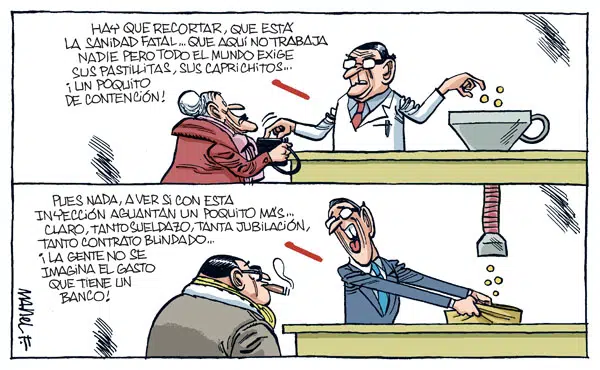 HAY QUE RECORTAR, QUE ESTÁ
LA SANIDAD FATAL... QUE AQUÍ NO TRABAJA
NADIE PERO TODO EL MUNDO EXIGE
SUS PASTILLITAS, SUS CAPRICHITOS...
¡UN POQUITO
DE CONTENCIÓN!
PUES NADA, A VER SI CON ESTA
INYECCIÓN AGUANTAN UN POQUITO MÁS...
CLARO, TANTO SUELDAZO, TANTA JUBILACIÓN,
TANTO CONTRATO BLINDADO...
¡LA GENTE NO SE
IMAGINA EL GASTO
QUE TIENE UN
BANCO!
MANEL F.